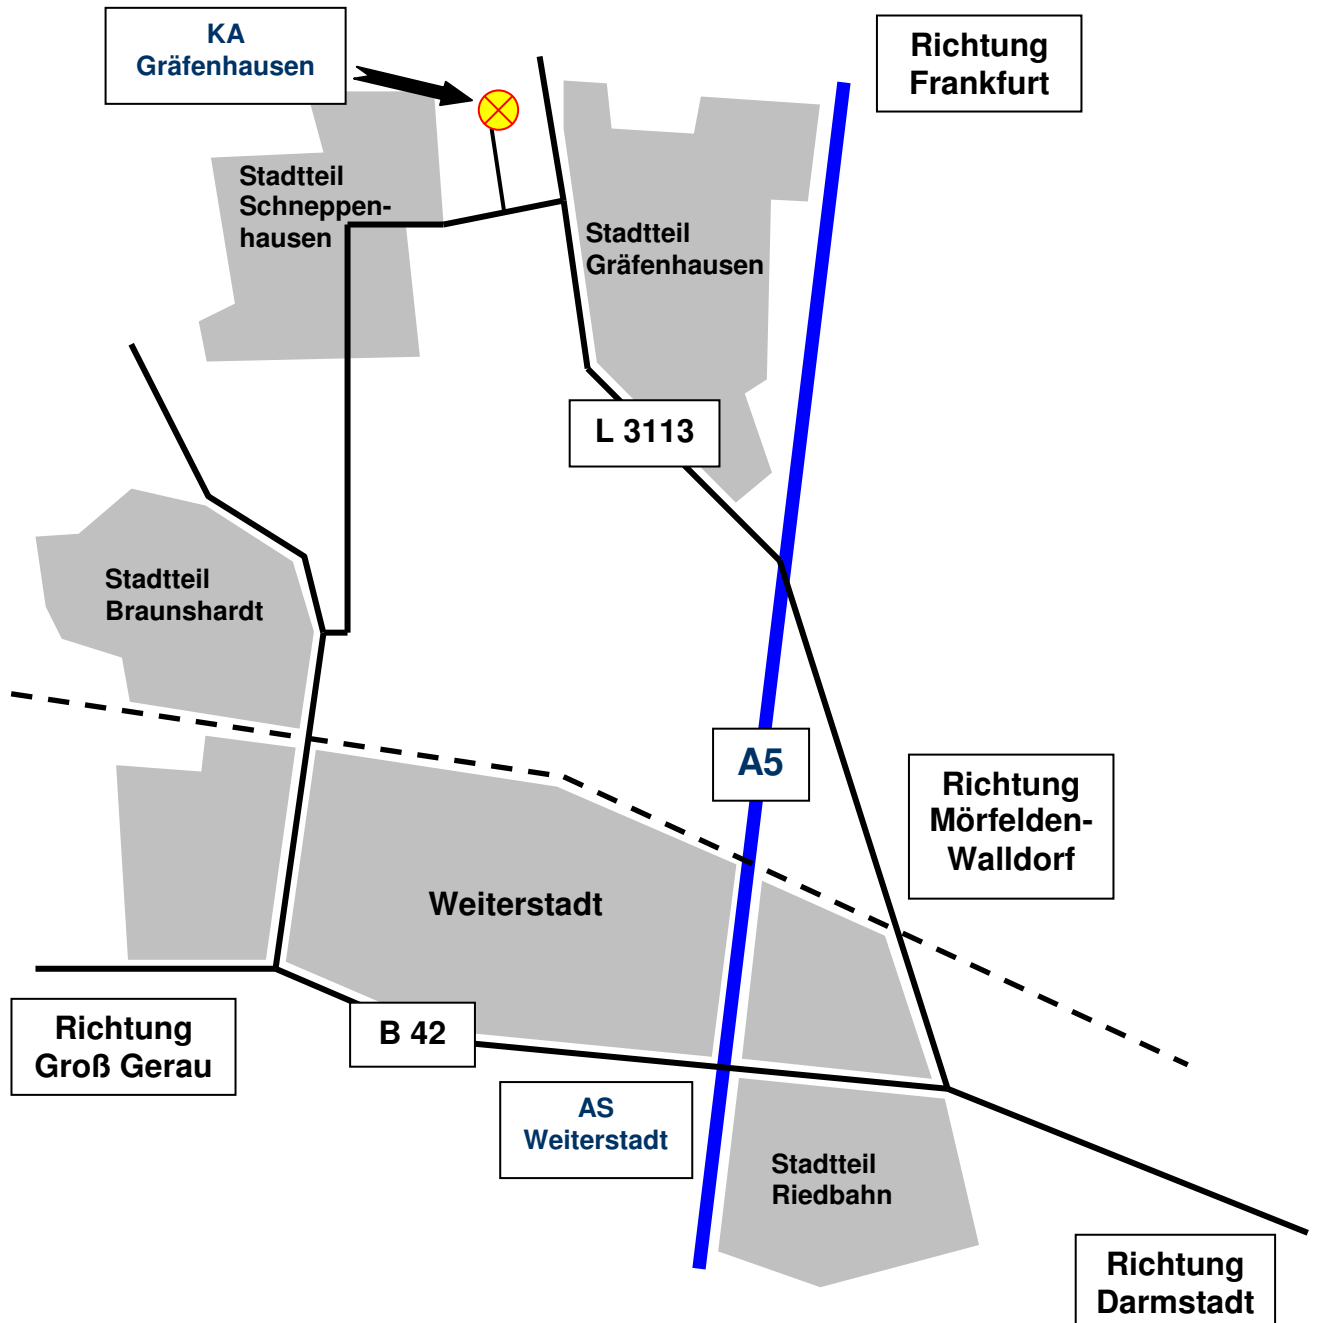 KA
Gräfenhausen
Richtung
Frankfurt
Stadtteil
Schneppen-
hausen
Stadtteil
Gräfenhausen
L 3113
Stadtteil
Braunshardt
A5
Richtung
Mörfelden-
Walldorf
Weiterstadt
Richtung
Groß Gerau
B 42
AS
Weiterstadt
Stadtteil
Riedbahn
Richtung
Darmstadt